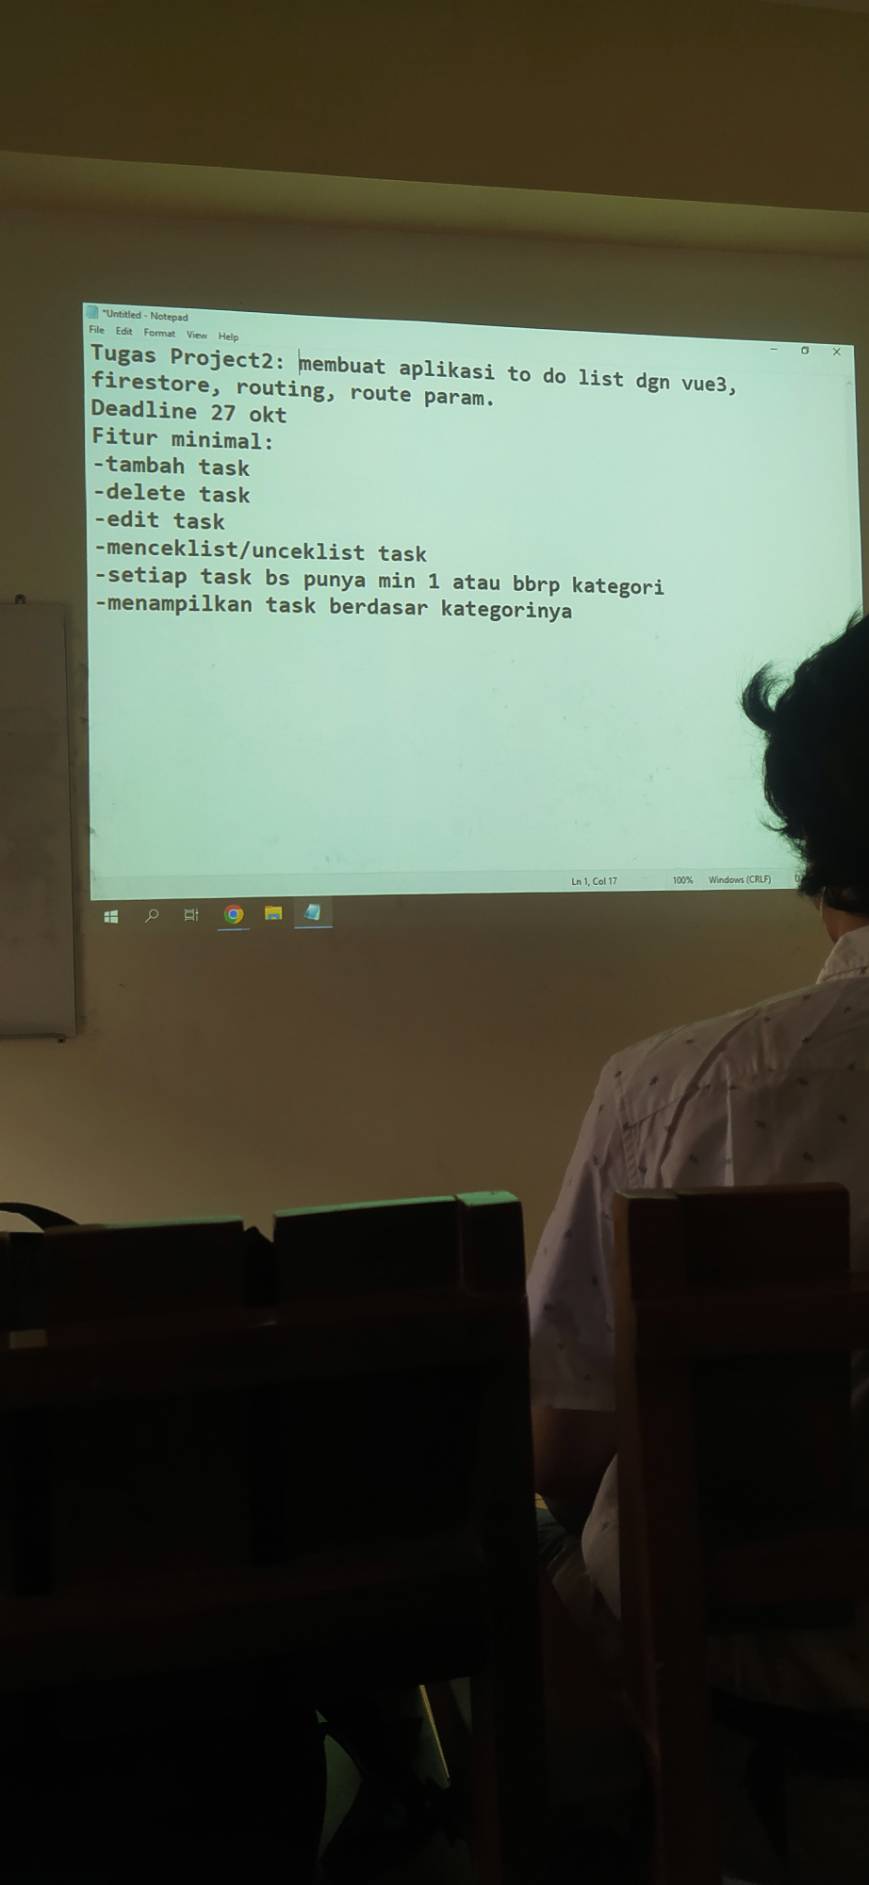 *Untitled - Notepad
File Edit Format View Help
Tugas Project2: membuat aplikasi to do list dgn vue3,
firestore, routing, route param.
Deadline 27 okt
Fitur minimal:
-tambah task
-delete task
-edit task
-menceklist/unceklist task
-setiap task bs punya min 1 atau bbrp kategori
-menampilkan task berdasar kategorinya
Ln 1, Col 17 100% Windows (CRLF)